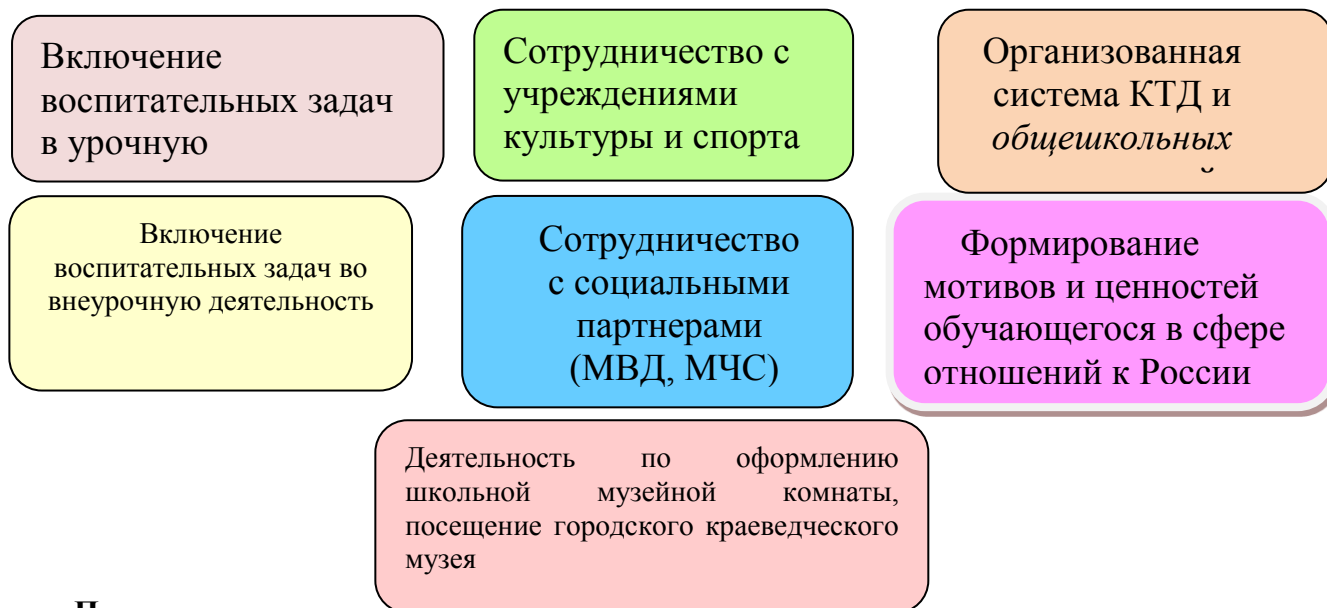 Включение
воспитательных задач
в урочную
Сотрудничество с
учреждениями
культуры и спорта
Организованная
система КТД и
общешкольных
Включение
воспитательных задач во
внеурочную деятельность
Сотрудничество
с социальными
партнерами
(МВД, МЧС)
Формирование
мотивов и ценностей
обучающегося в сфере
отношений к России
Деятельность по оформлению
школьной музейной комнаты,
посещение городского краеведческого
музея